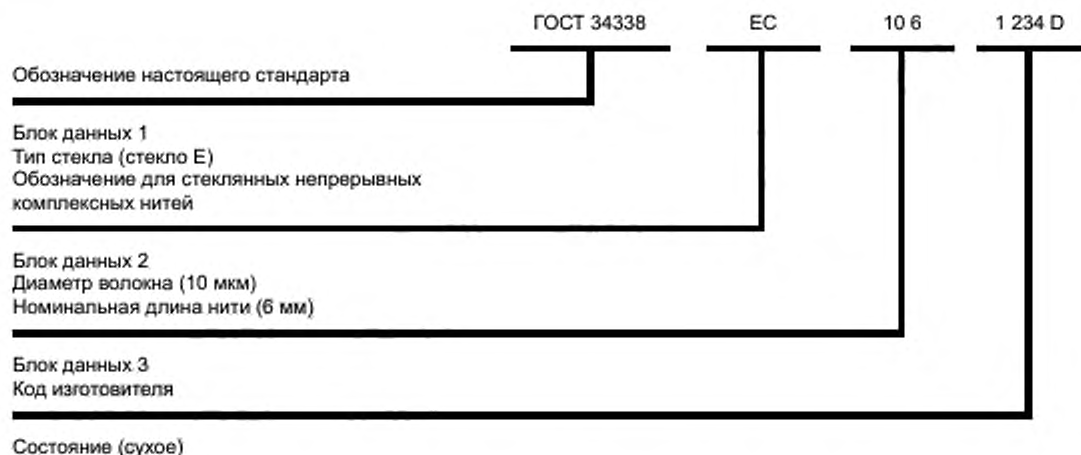 ГОСТ 34338 ЕС 10 6 1 234 D
Обозначение настоящего стандарта
Блок данных 1
Тип стекла (стекло Е)
Обозначение для стеклянных непрерывных
комплексных нитей
Блок данных 2
Диаметр волокна (10 мкм)
Номинальная длина нити (6 мм)
Блок данных 3
Код изготовителя
Состояние (сухое)